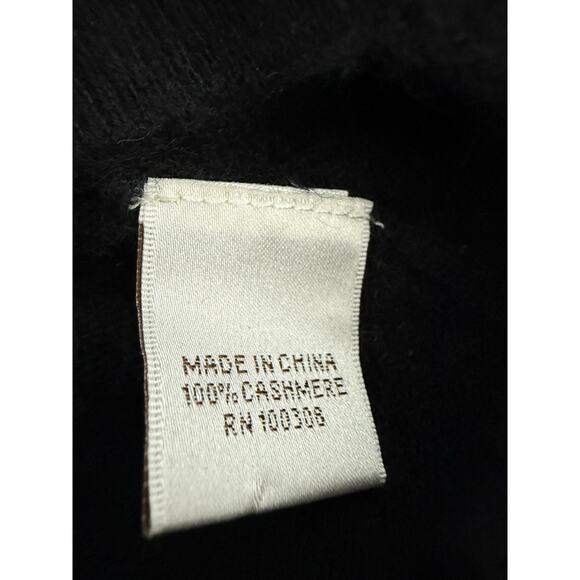 MADE IN CHINA
100% CASHMERE
RN 100308